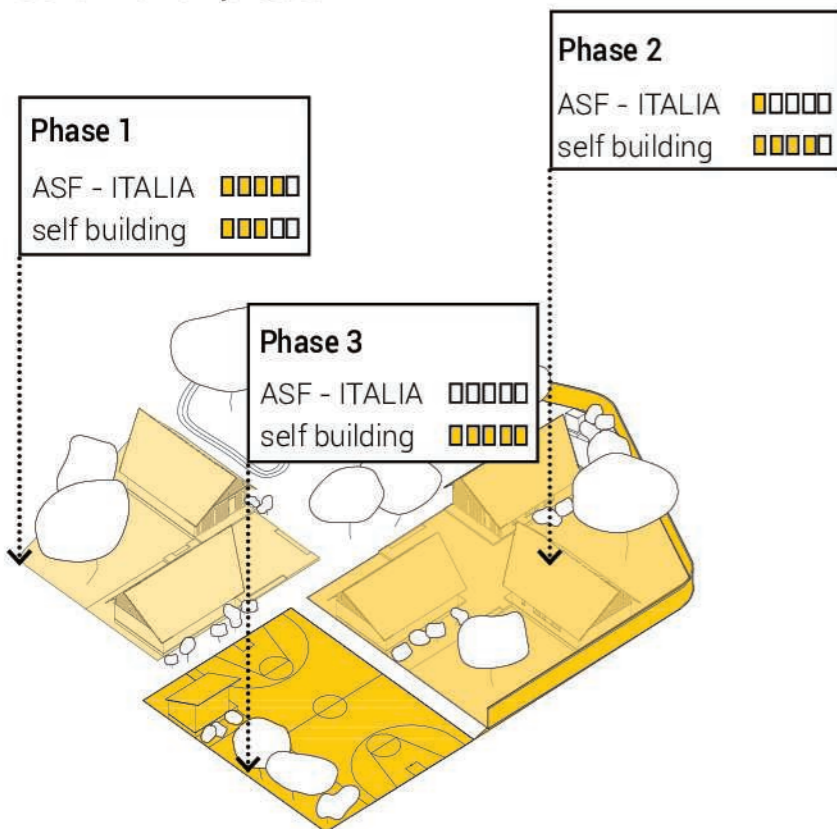 Phase 1
ASF - ITALIA
self building
Phase 2
ASF - ITALIA
self building
Phase 3
ASF - ITALIA
self building